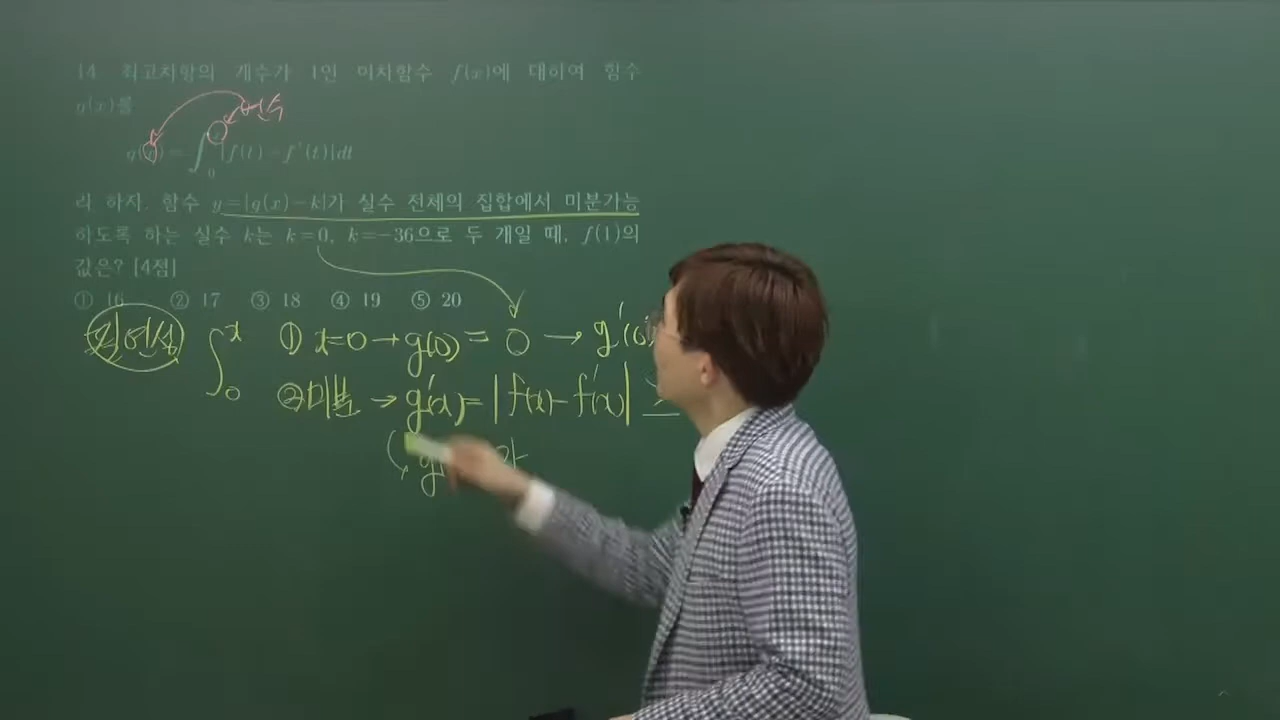 14. 최고차항의 계수가 1인 이차함수 f(x)에 대하여 함수
g(x)를
g(x)=∫₀ˣ|f(t)-f'(t)|dt
라 하자. 함수 y=|g(x)-k|가 실수 전체의 집합에서 미분가능
하도록 하는 실수 k는 k=0, k=-36으로 두 개일 때, f(1)의
값은? [4점]
① 16 ② 17 ③ 18 ④ 19 ⑤ 20
필연성 ∫₀ˣ ① x=0→g(0)=0→g'(0)
②미분→g'(x)=|f(x)-f'(x)|≥